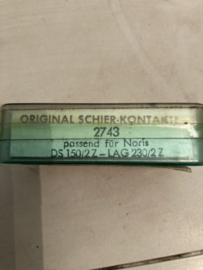 ORIGINAL SCHIER-KONTAKTE
2743
passend für Noris
DS 150/2 Z - LAG 230/2 Z